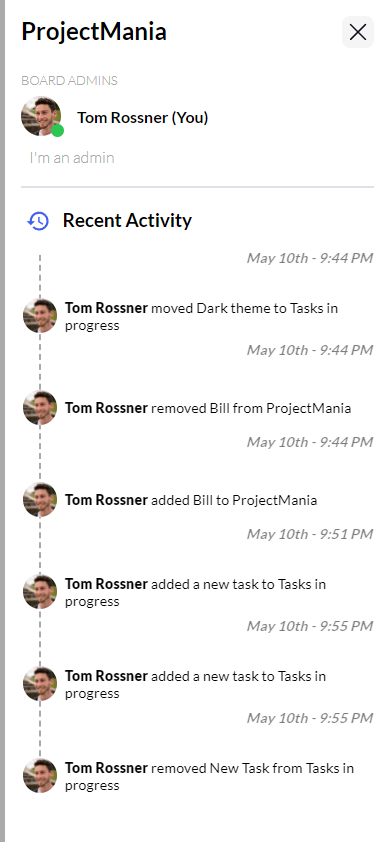 ProjectMania
BOARD ADMINS
Tom Rossner (You)
I'm an admin
Recent Activity
May 10th - 9:44 PM
Tom Rossner moved Dark theme to Tasks in
progress
May 10th - 9:44 PM
Tom Rossner removed Bill from ProjectMania
May 10th - 9:44 PM
Tom Rossner added Bill to ProjectMania
May 10th - 9:51 PM
Tom Rossner added a new task to Tasks in
progress
May 10th - 9:55 PM
Tom Rossner added a new task to Tasks in
progress
May 10th - 9:55 PM
Tom Rossner removed New Task from Tasks in
progress